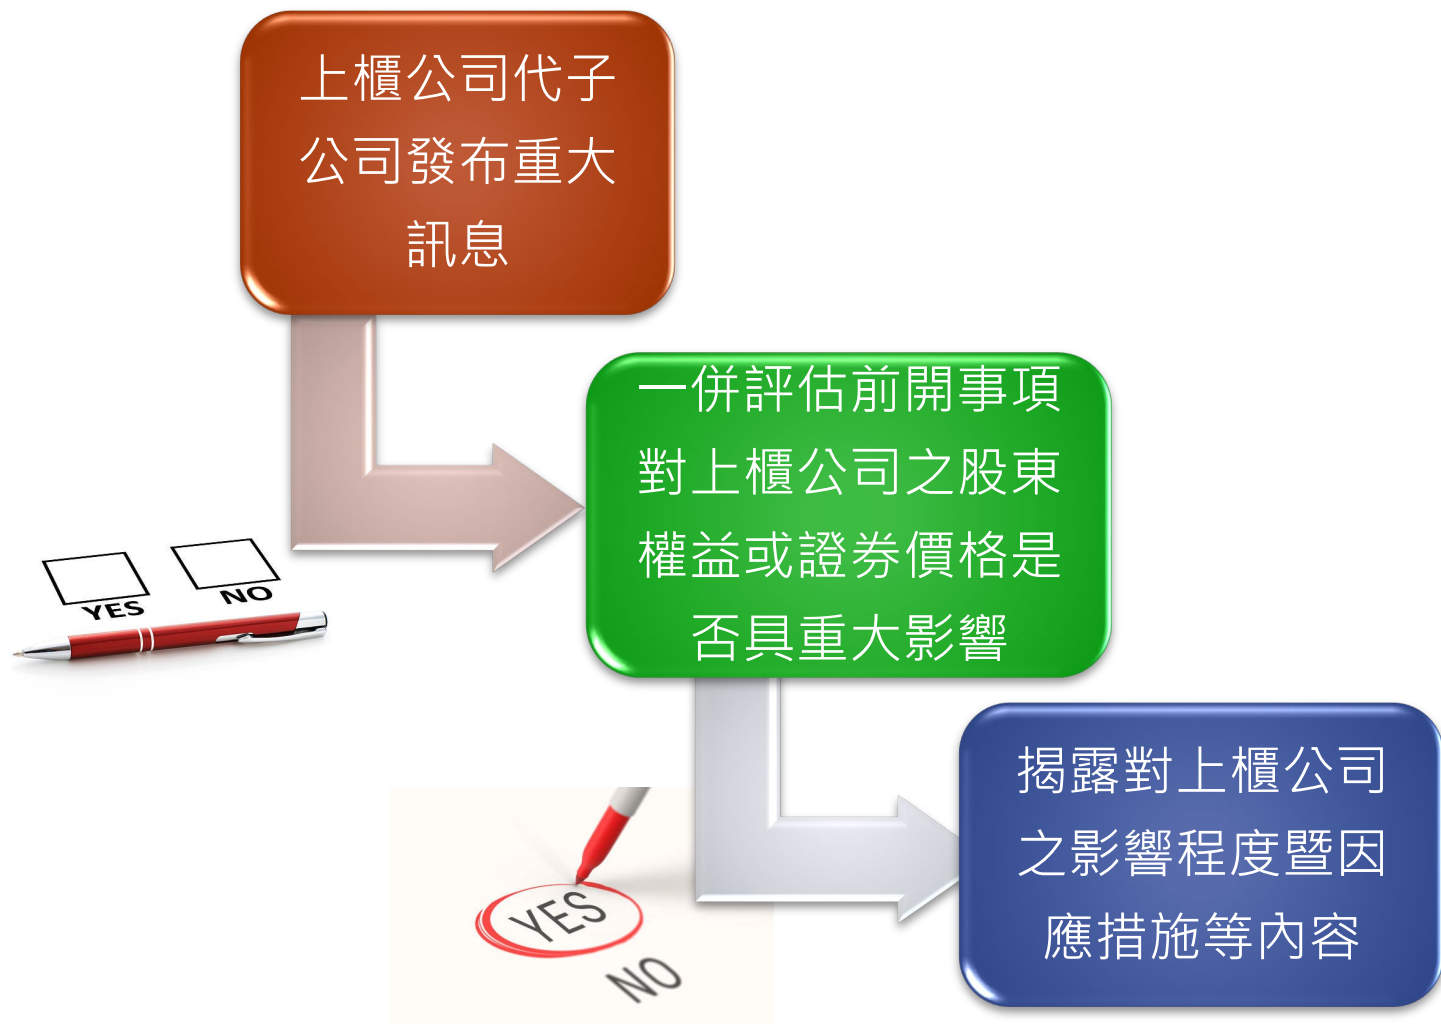 上櫃公司代子
公司發布重大
訊息
一併評估前開事項
對上櫃公司之股東
權益或證券價格是
否具重大影響
YES
NO
揭露對上櫃公司
之影響程度暨因
應措施等內容
YES
NO